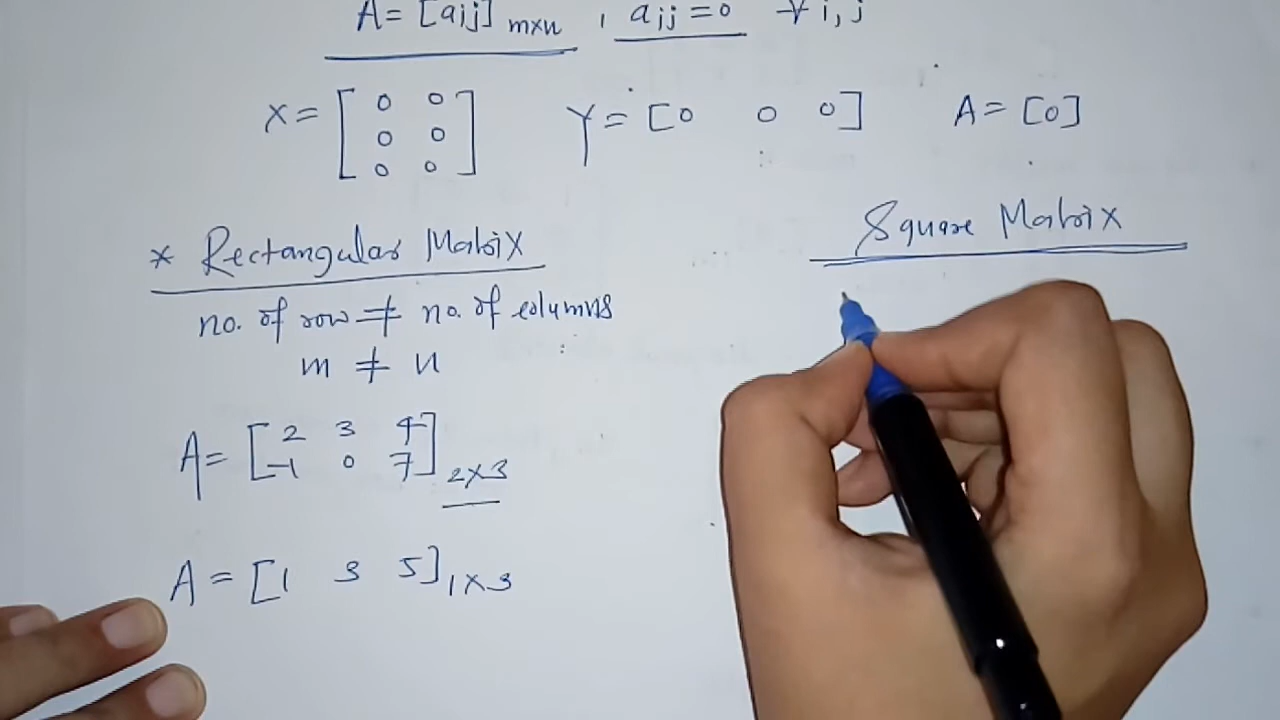 A = [aij] m×n , aij = 0 ∀ i, j
X = [0 0
0 0
0 0] Y = [0 0 0] A = [0]
* Rectangular Matrix
no. of row ≠ no. of columns
m ≠ n
A = [2 3 4
-1 0 7] 2×3
A = [1 3 5] 1×3
Square Matrix